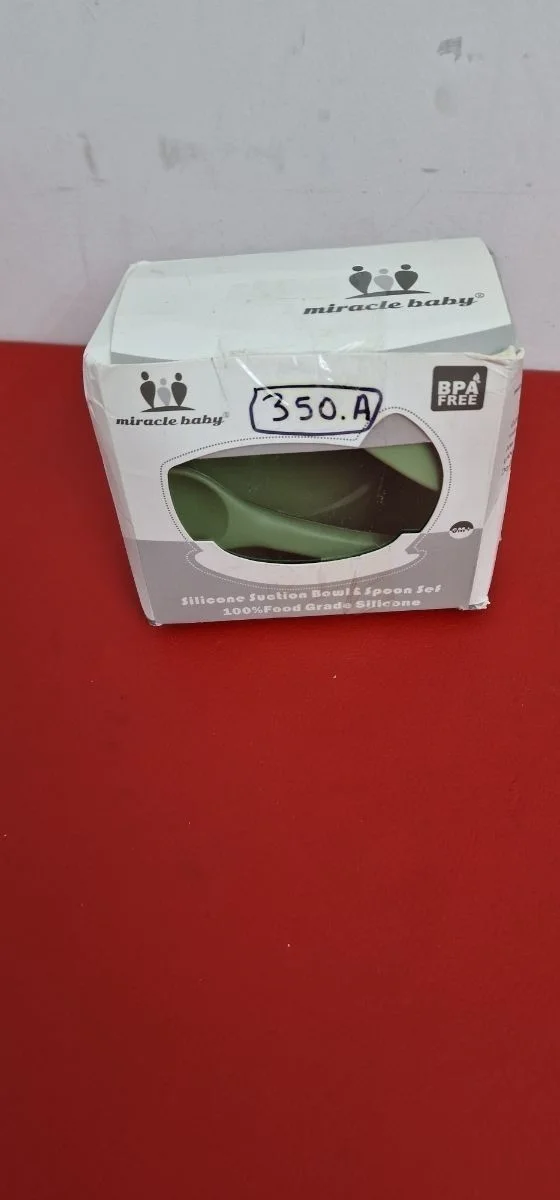 miracle baby®
miracle baby®
350.A
BPA
FREE
Silicone Suction Bowl & Spoon Set
100%Food Grade Silicone